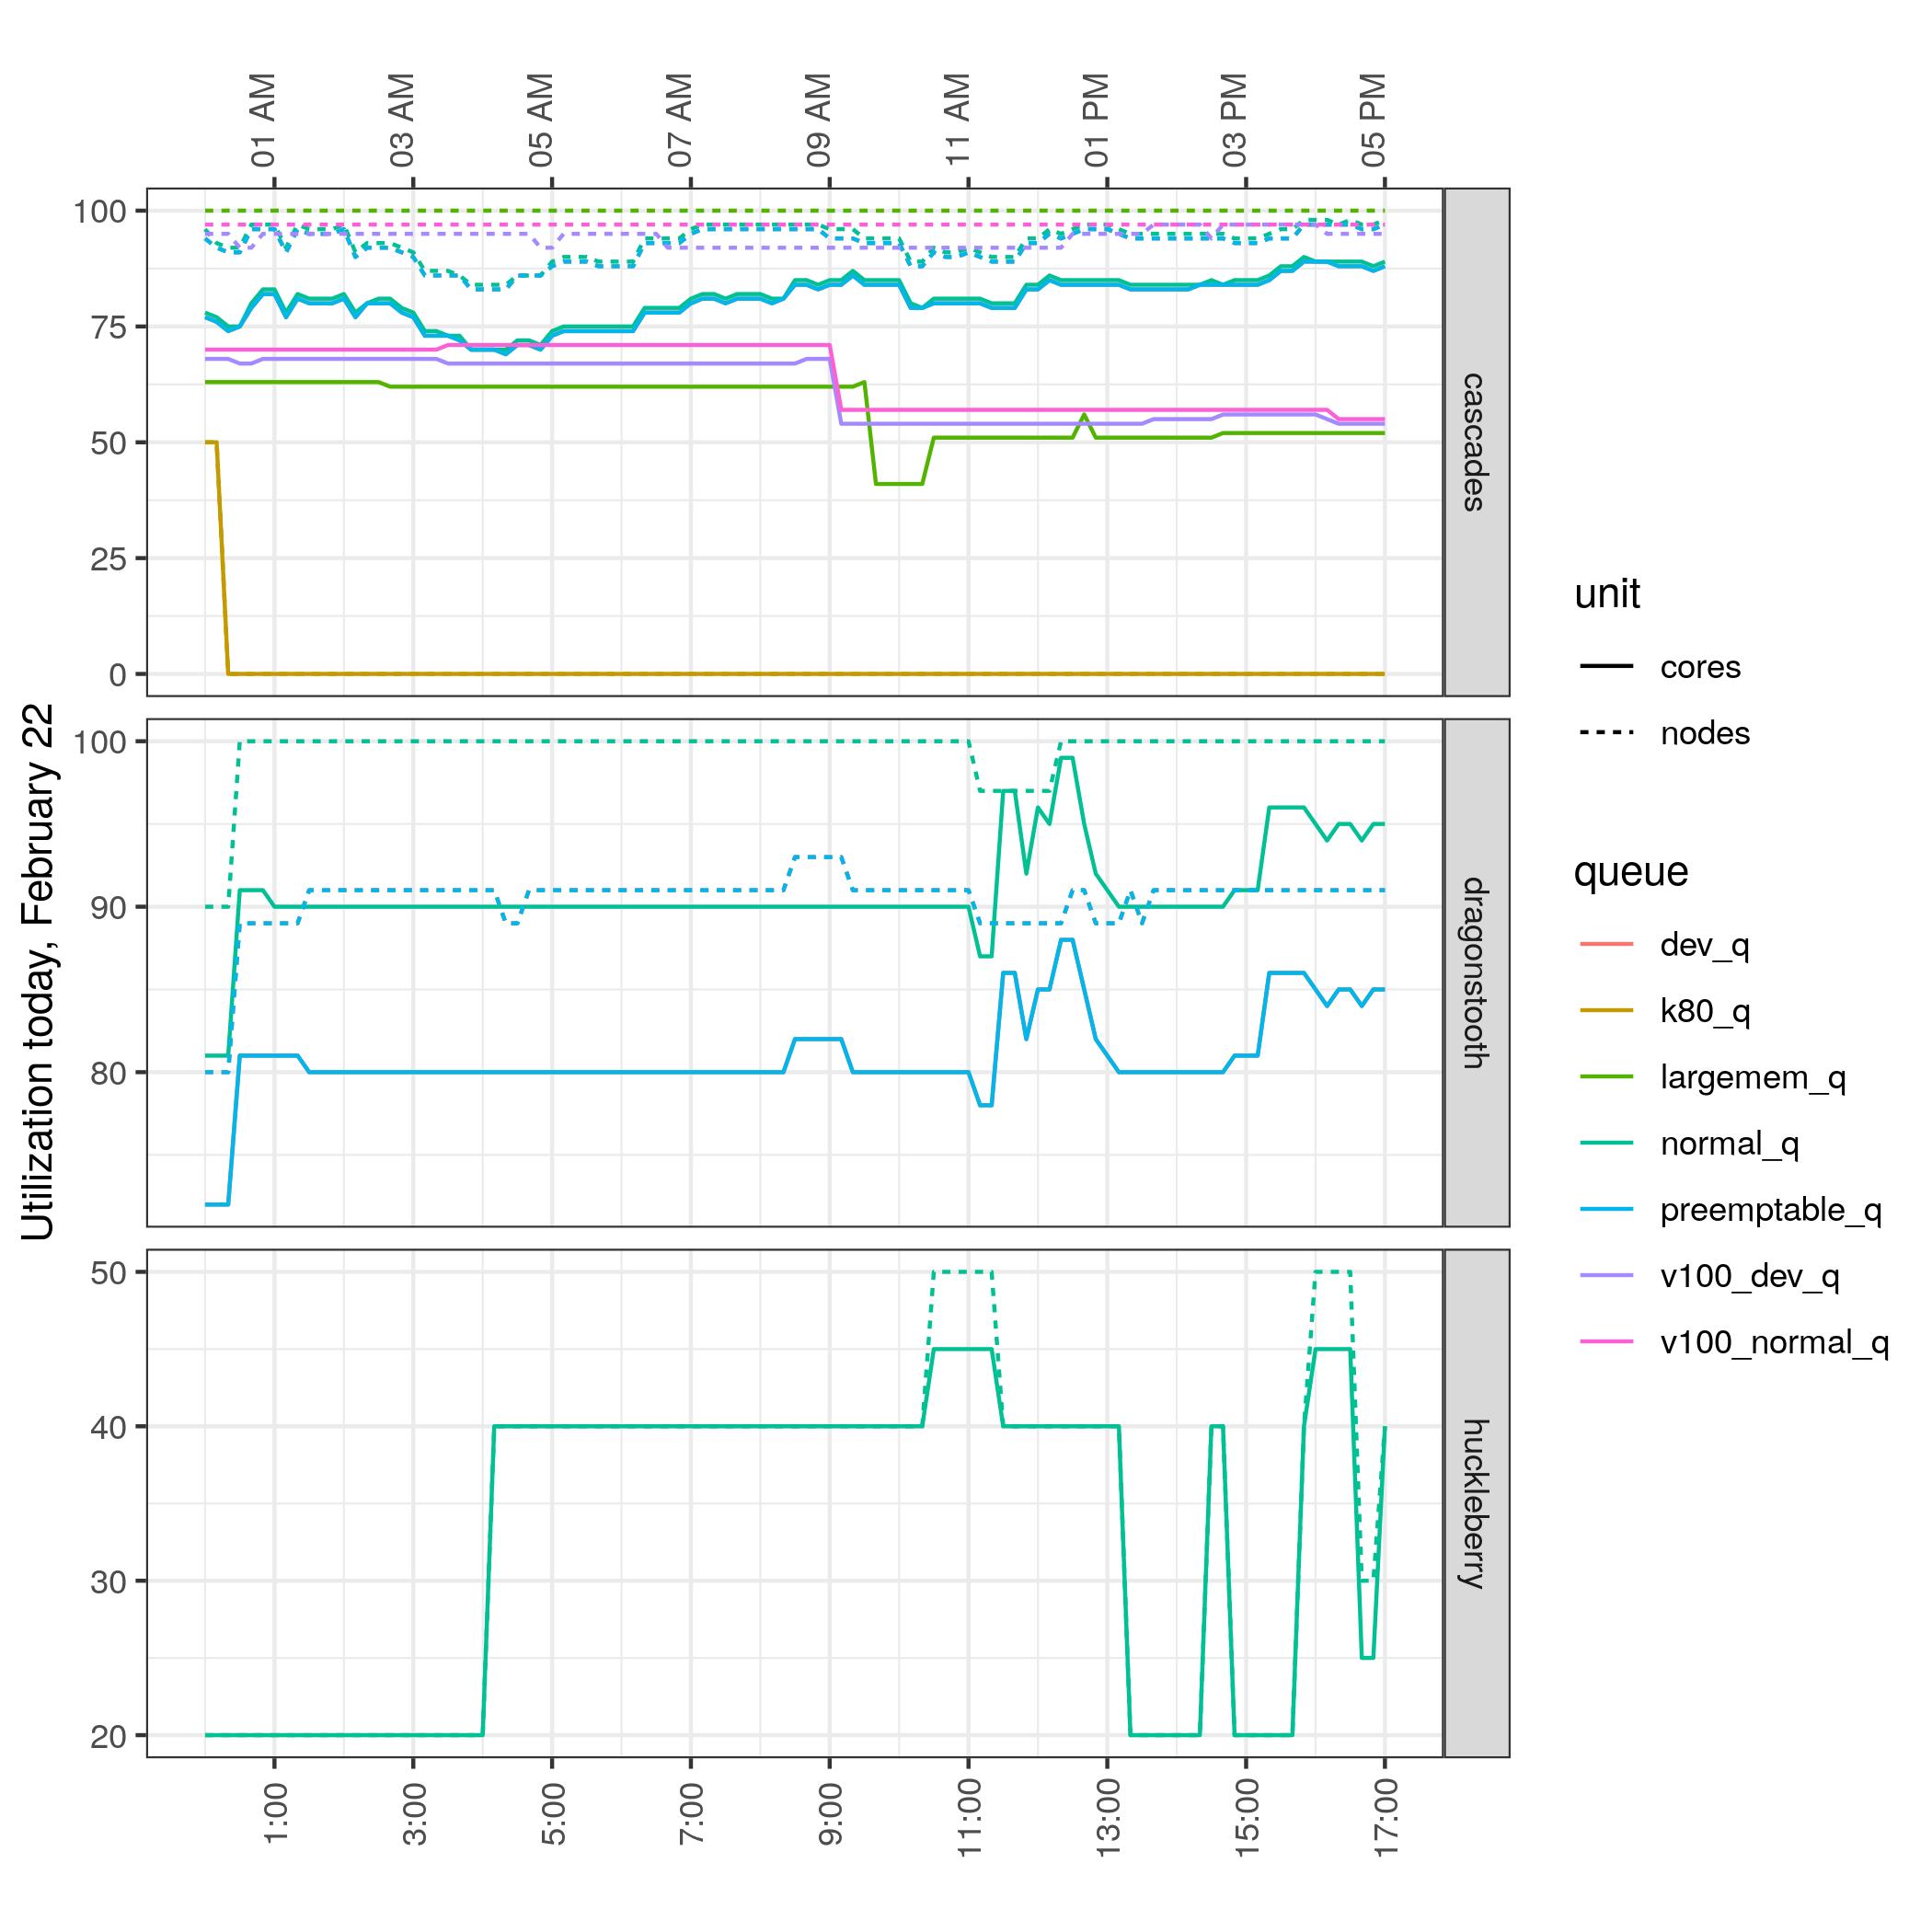 01 AM
03 AM
05 AM
07 AM
09 AM
11 AM
01 PM
03 PM
05 PM
Utilization today, February 22
100
75
50
25
0
cascades
100
90
80
dragonstooth
50
40
30
20
huckleberry
1:00
3:00
5:00
7:00
9:00
11:00
13:00
15:00
17:00
unit
cores
nodes
queue
dev_q
k80_q
largemem_q
normal_q
preemptable_q
v100_dev_q
v100_normal_q